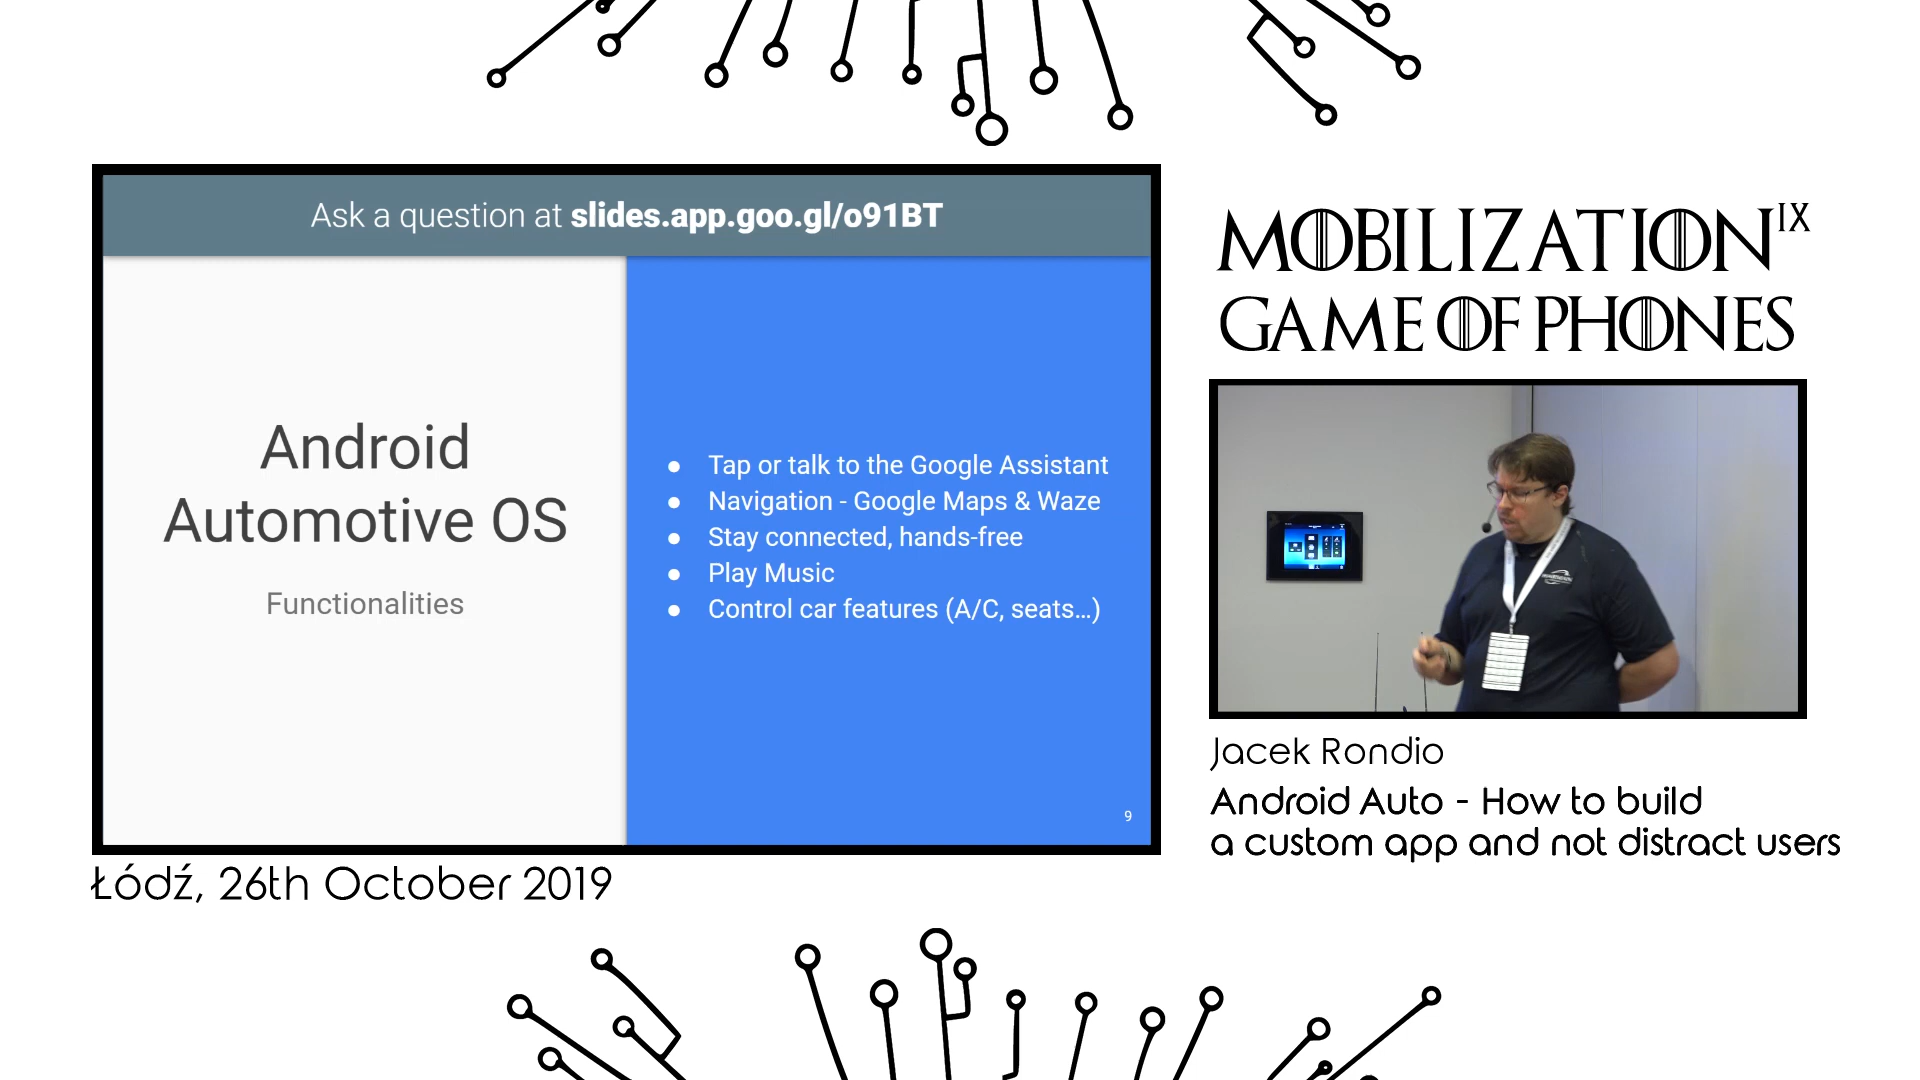 Ask a question at slides.app.goo.gl/o91BT
Android
Automotive OS
Functionalities
● Tap or talk to the Google Assistant
● Navigation - Google Maps & Waze
● Stay connected, hands-free
● Play Music
● Control car features (A/C, seats...)
9
MOBILIZATION IX
GAME OF PHONES
Jacek Rondio
Android Auto - How to build
a custom app and not distract users
Łódź, 26th October 2019